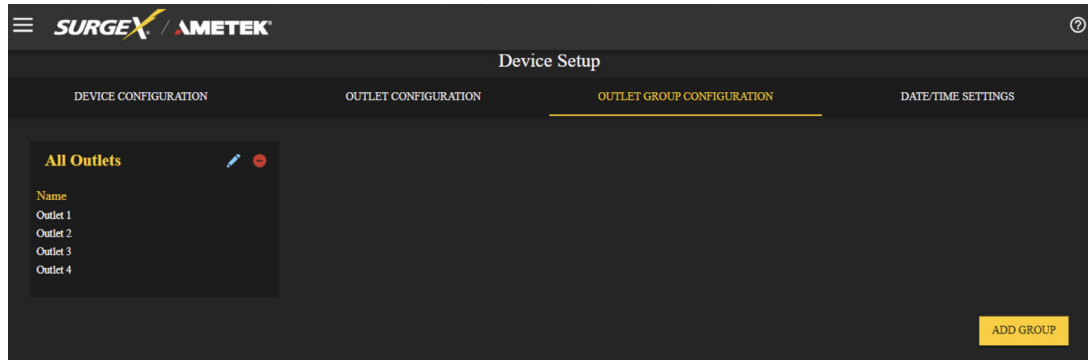 SURGEX / AMETEK®
Device Setup
DEVICE CONFIGURATION OUTLET CONFIGURATION OUTLET GROUP CONFIGURATION DATE/TIME SETTINGS
All Outlets
Name
Outlet 1
Outlet 2
Outlet 3
Outlet 4
ADD GROUP